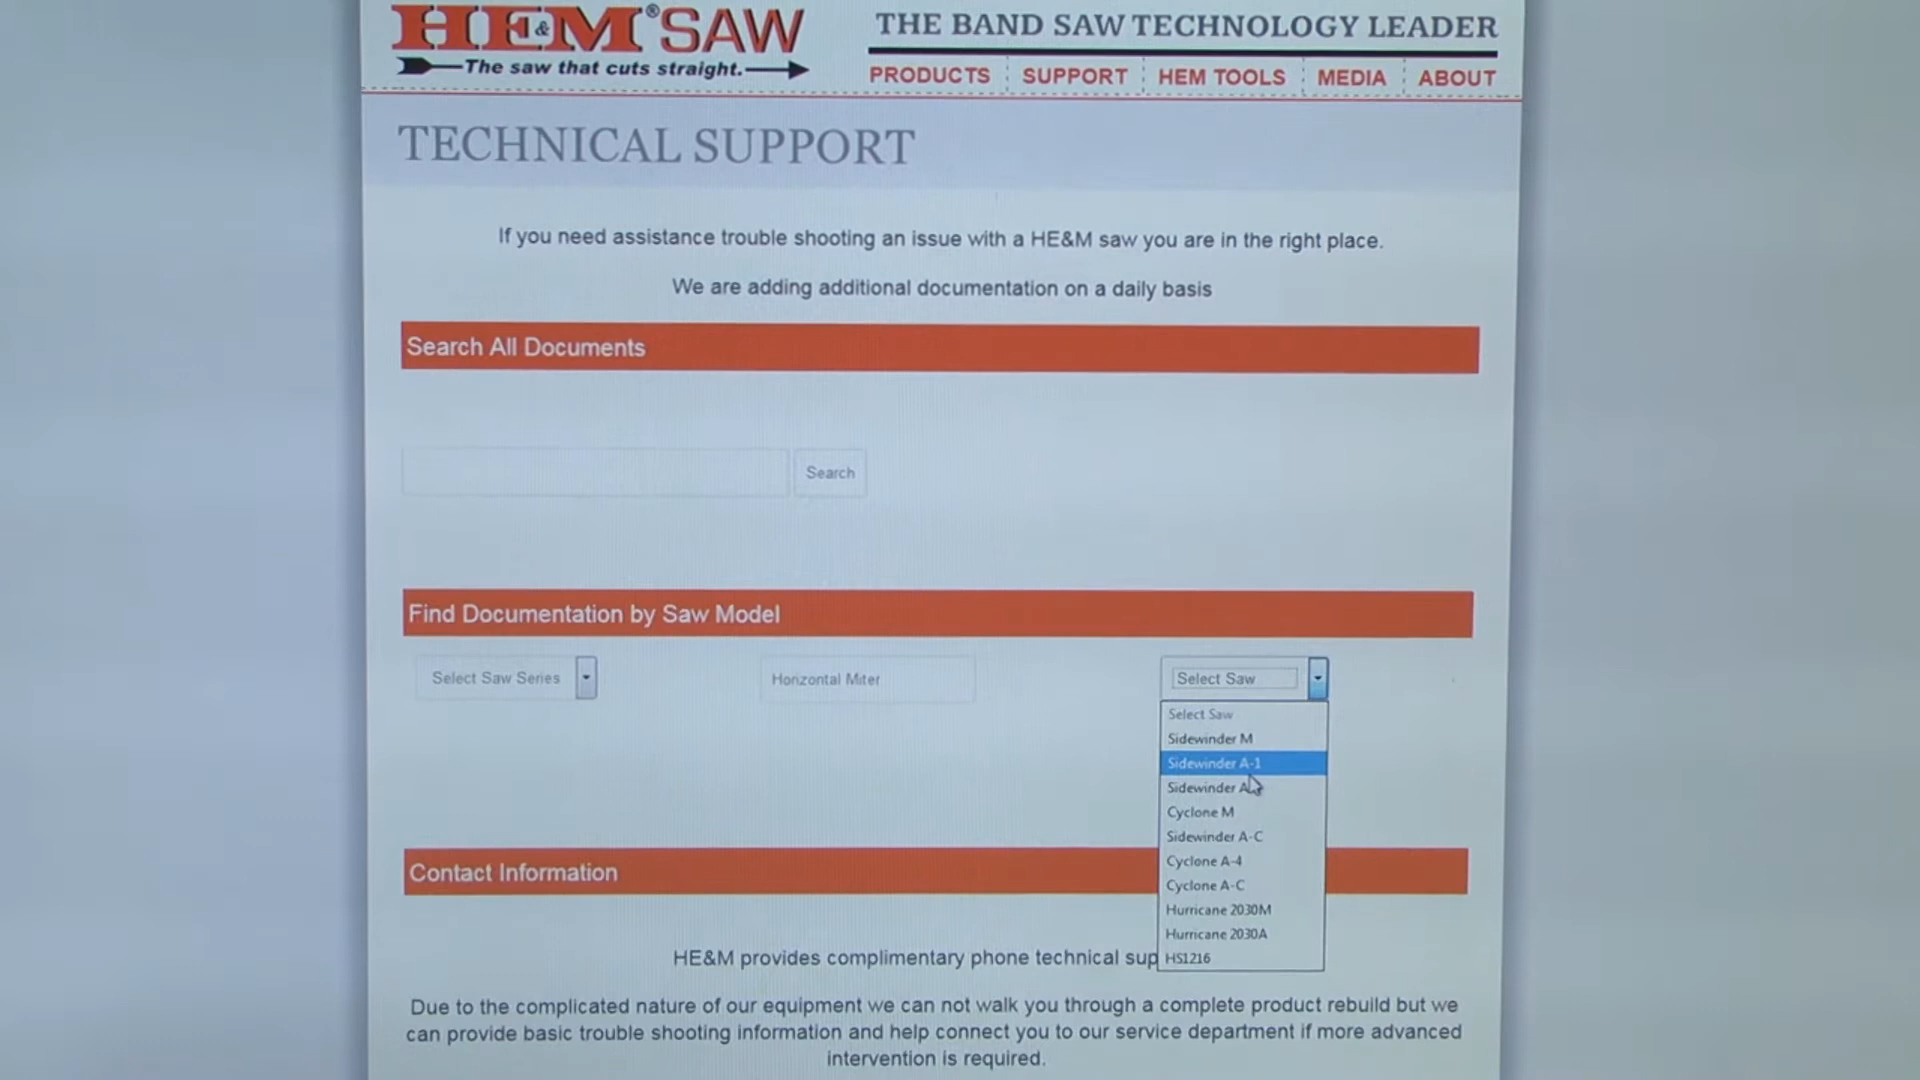 HE&M® SAW
The saw that cuts straight.
THE BAND SAW TECHNOLOGY LEADER
PRODUCTS SUPPORT HEM TOOLS MEDIA ABOUT
TECHNICAL SUPPORT
If you need assistance trouble shooting an issue with a HE&M saw you are in the right place.
We are adding additional documentation on a daily basis
Search All Documents
Search
Find Documentation by Saw Model
Select Saw Series Horizontal Miter Select Saw
Select Saw
Sidewinder M
Sidewinder A-1
Sidewinder
Cyclone M
Sidewinder A-C
Cyclone A-4
Cyclone A-C
Hurricane 2030M
Hurricane 2030A
HS1216
Contact Information
HE&M provides complimentary phone technical sup
Due to the complicated nature of our equipment we can not walk you through a complete product rebuild but we
can provide basic trouble shooting information and help connect you to our service department if more advanced
intervention is required.